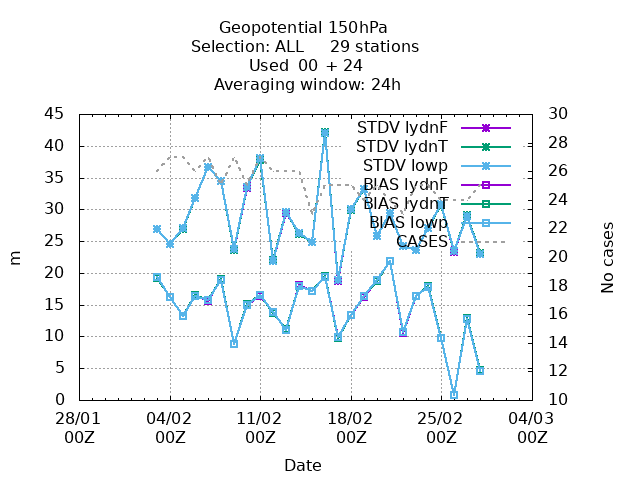 Geopotential 150hPa
Selection: ALL     29 stations
Used  00  + 24
Averaging window: 24h
45
40
35
30
25
20
15
10
5
0
m
30
28
26
24
22
20
18
16
14
12
10
No cases
STDV lydnF
STDV lydnT
STDV lowp
BIAS lydnF
BIAS lydnT
BIAS lowp
CASES
28/01 04/02 11/02 18/02 25/02 04/03
00Z 00Z 00Z 00Z 00Z 00Z
Date